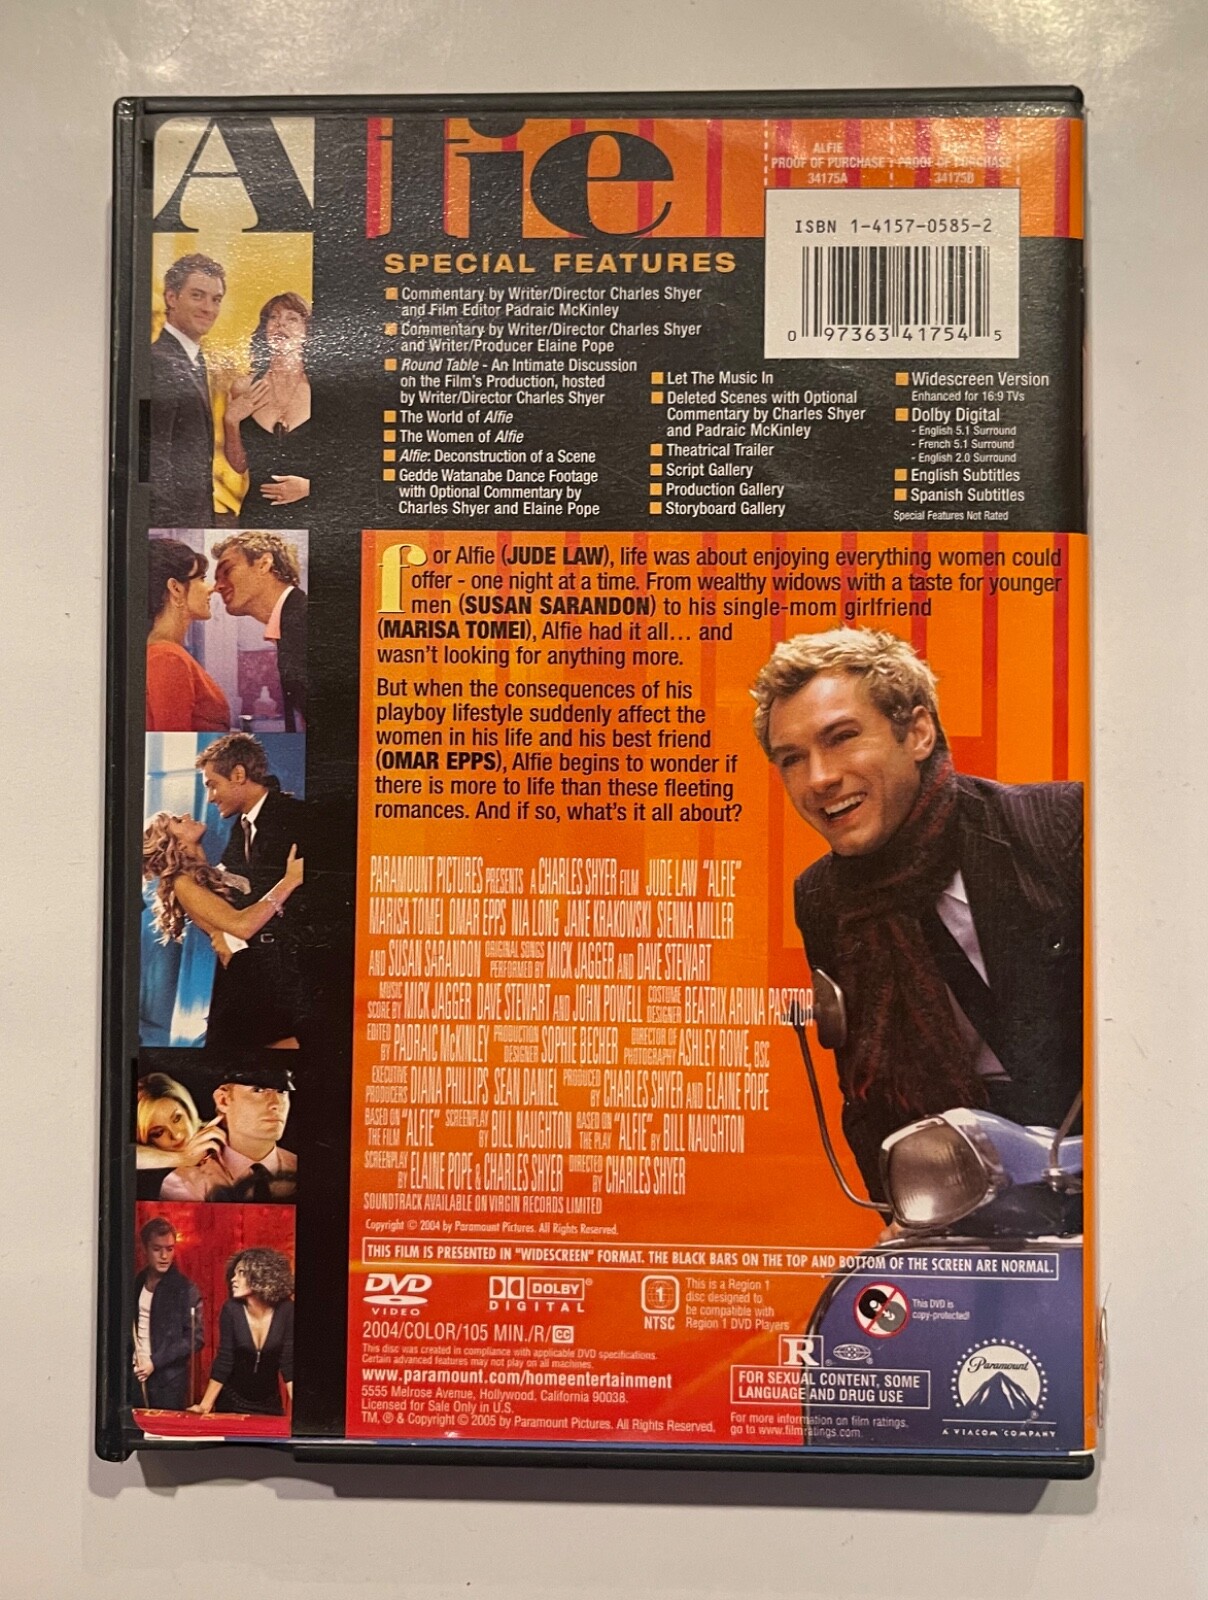 Alfie
ALFIE
PROOF OF PURCHASE
34175A
PROOF OF PURCHASE
34175B
ISBN 1-4157-0585-2
0 97363 41754 5
SPECIAL FEATURES
Commentary by Writer/Director Charles Shyer
and Film Editor Padraic McKinley
Commentary by Writer/Director Charles Shyer
and Writer/Producer Elaine Pope
Round Table - An Intimate Discussion
on the Film's Production, hosted
by Writer/Director Charles Shyer
The World of Alfie
The Women of Alfie
Alfie: Deconstruction of a Scene
Gedde Watanabe Dance Footage
with Optional Commentary by
Charles Shyer and Elaine Pope
Let The Music In
Deleted Scenes with Optional
Commentary by Charles Shyer
and Padraic McKinley
Theatrical Trailer
Script Gallery
Production Gallery
Storyboard Gallery
Widescreen Version
Enhanced for 16:9 TVs
Dolby Digital
- English 5.1 Surround
- French 5.1 Surround
- English 2.0 Surround
English Subtitles
Spanish Subtitles
Special Features Not Rated
for Alfie (JUDE LAW), life was about enjoying everything women could
offer - one night at a time. From wealthy widows with a taste for younger
men (SUSAN SARANDON) to his single-mom girlfriend
(MARISA TOMEI), Alfie had it all... and
wasn't looking for anything more.
But when the consequences of his
playboy lifestyle suddenly affect the
women in his life and his best friend
(OMAR EPPS), Alfie begins to wonder if
there is more to life than these fleeting
romances. And if so, what's it all about?
PARAMOUNT PICTURES PRESENTS A CHARLES SHYER FILM JUDE LAW "ALFIE"
MARISA TOMEI OMAR EPPS NIA LONG JANE KRAKOWSKI SIENNA MILLER
AND SUSAN SARANDON ORIGINAL SONGS PERFORMED BY MICK JAGGER AND DAVE STEWART
MUSIC SCORE BY MICK JAGGER DAVE STEWART AND JOHN POWELL COSTUME DESIGNER BEATRIX ARUNA PASZTOR
EDITED BY PADRAIC McKINLEY PRODUCTION DESIGNER SOPHIE BECHER DIRECTOR OF PHOTOGRAPHY ASHLEY ROWE, BSC
EXECUTIVE PRODUCERS DIANA PHILLIPS SEAN DANIEL PRODUCED BY CHARLES SHYER AND ELAINE POPE
BASED ON THE FILM "ALFIE" SCREENPLAY BY BILL NAUGHTON BASED ON THE PLAY "ALFIE" BY BILL NAUGHTON
SCREENPLAY BY ELAINE POPE & CHARLES SHYER DIRECTED BY CHARLES SHYER
SOUNDTRACK AVAILABLE ON VIRGIN RECORDS LIMITED
Copyright © 2004 by Paramount Pictures. All Rights Reserved.
THIS FILM IS PRESENTED IN "WIDESCREEN" FORMAT. THE BLACK BARS ON THE TOP AND BOTTOM OF THE SCREEN ARE NORMAL.
DVD
VIDEO
DOLBY®
DIGITAL
1
NTSC
This is a Region 1
disc designed to
be compatible with
Region 1 DVD Players
This DVD is
copy-protected!
2004/COLOR/105 MIN./R/CC
This disc was created in compliance with applicable DVD specifications.
Certain advanced features may not play on all machines.
www.paramount.com/homeentertainment
5555 Melrose Avenue, Hollywood, California 90038.
Licensed for Sale Only in U.S.
TM, ® & Copyright © 2005 by Paramount Pictures. All Rights Reserved.
R
FOR SEXUAL CONTENT, SOME
LANGUAGE AND DRUG USE
For more information on film ratings,
go to www.filmratings.com.
Paramount
A VIACOM COMPANY